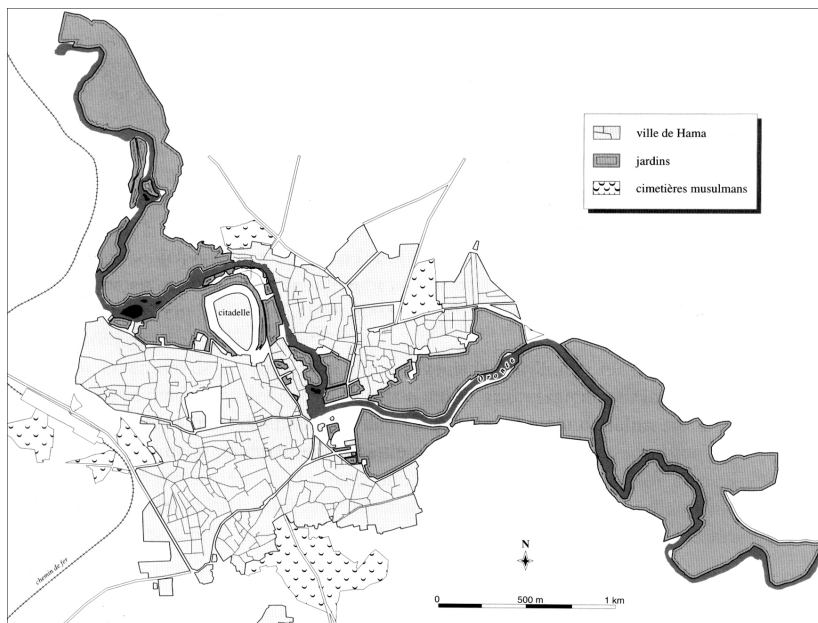 ville de Hama
jardins
cimetières musulmans
citadelle
chemin de fer
N
0 500 m 1 km